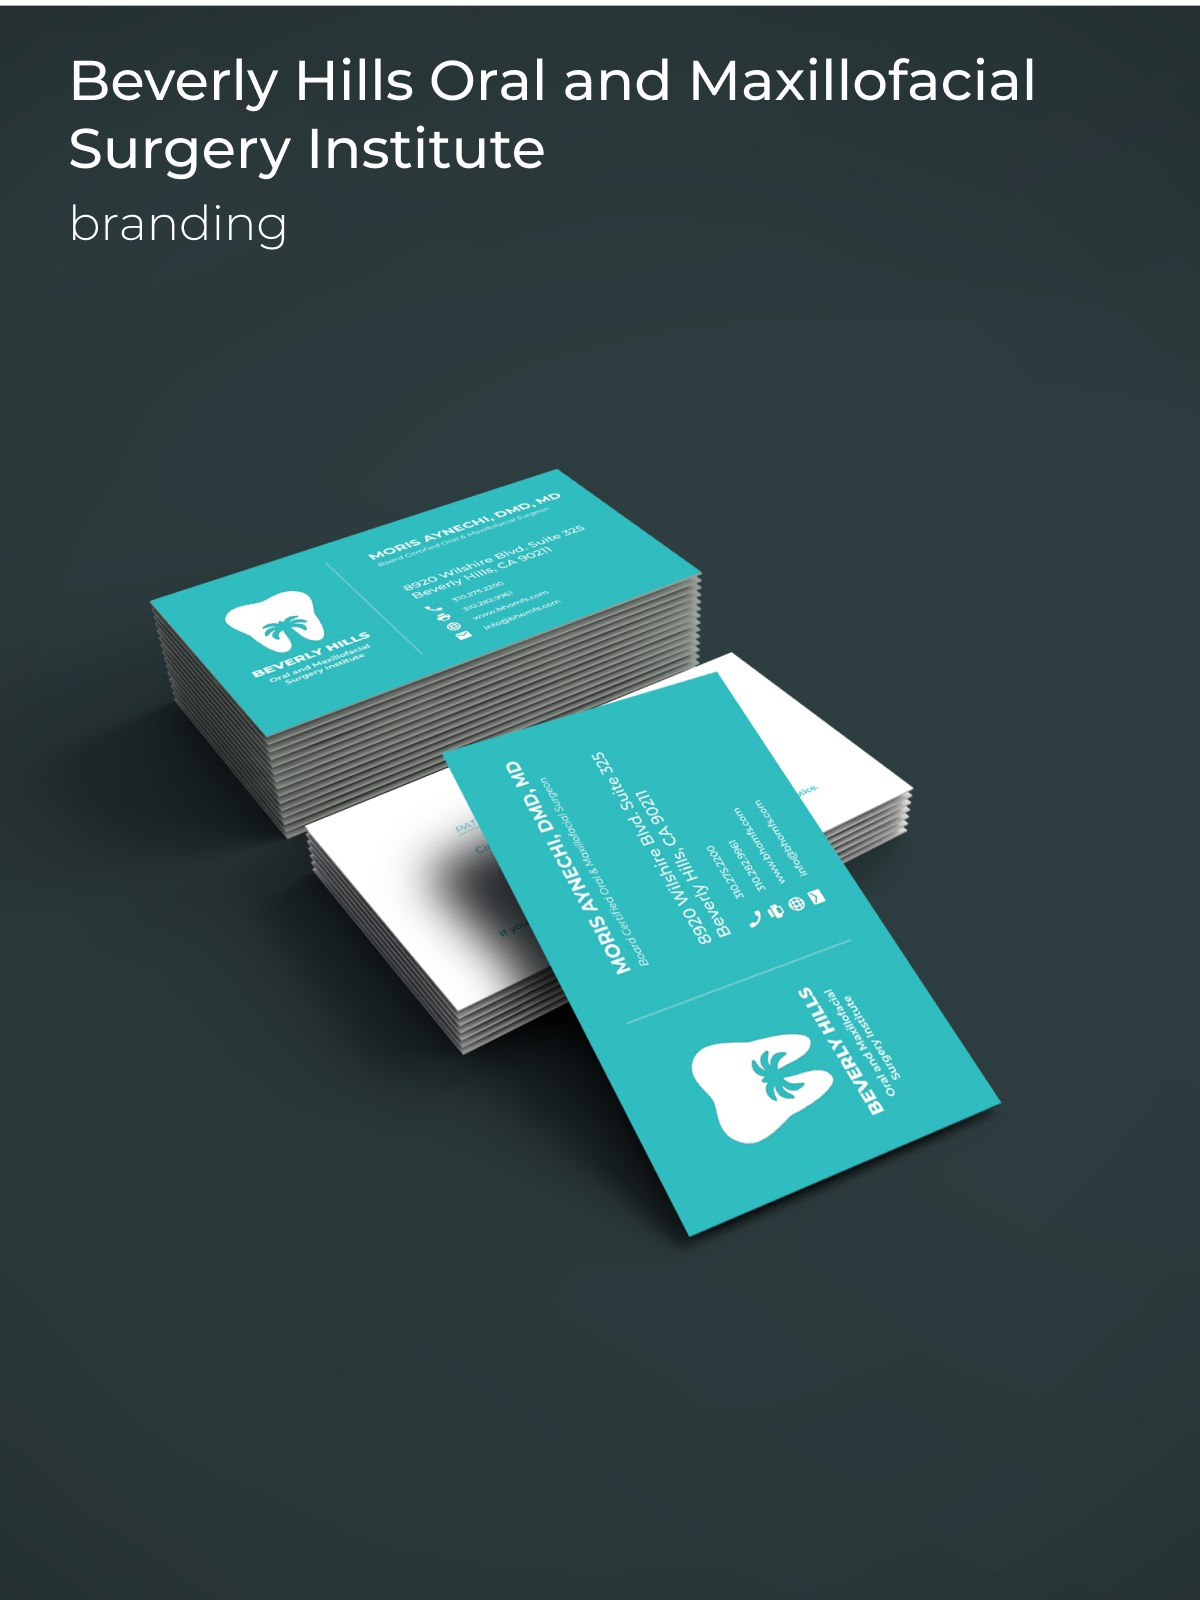 Beverly Hills Oral and Maxillofacial
Surgery Institute
branding
MORIS AYNECHI, DMD, MD
Board Certified Oral & Maxillofacial Surgeon
8920 Wilshire Blvd. Suite 325
Beverly Hills, CA 90211
310.275.2200
310.282.9961
www.bhomfs.com
info@bhomfs.com
BEVERLY HILLS
Oral and Maxillofacial
Surgery Institute
If you
MORIS AYNECHI, DMD, MD
Board Certified Oral & Maxillofacial Surgeon
8920 Wilshire Blvd. Suite 325
Beverly Hills, CA 90211
310.275.2200
310.282.9961
www.bhomfs.com
info@bhomfs.com
BEVERLY HILLS
Oral and Maxillofacial
Surgery Institute